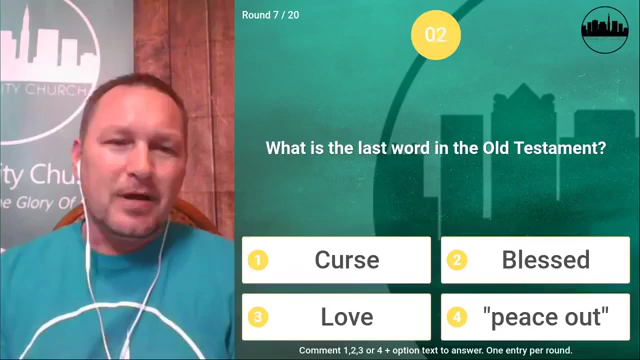 Round 7 / 20
02
ITY CHURCH
What is the last word in the Old Testament?
ity Chu
he Glory Of
1 Curse
2 Blessed
3 Love
4 "peace out"
Comment 1,2,3 or 4 + option text to answer. One entry per round.